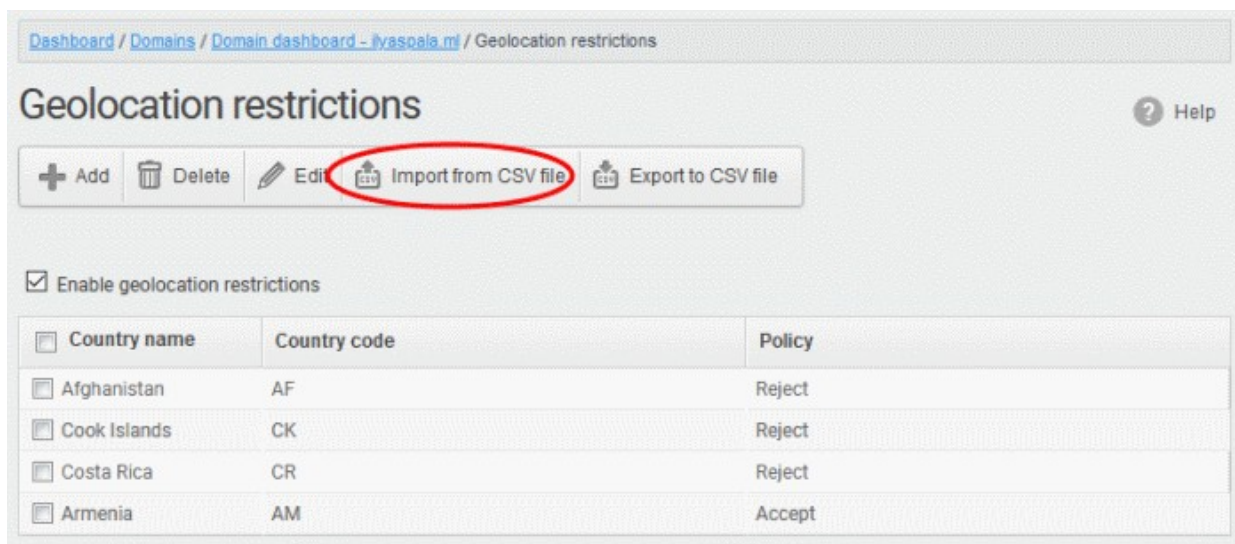 Dashboard / Domains / Domain dashboard - ilyaspala.ml / Geolocation restrictions
Geolocation restrictions
Help
Add Delete Edit Import from CSV file Export to CSV file
Enable geolocation restrictions
Country name Country code Policy
Afghanistan AF Reject
Cook Islands CK Reject
Costa Rica CR Reject
Armenia AM Accept